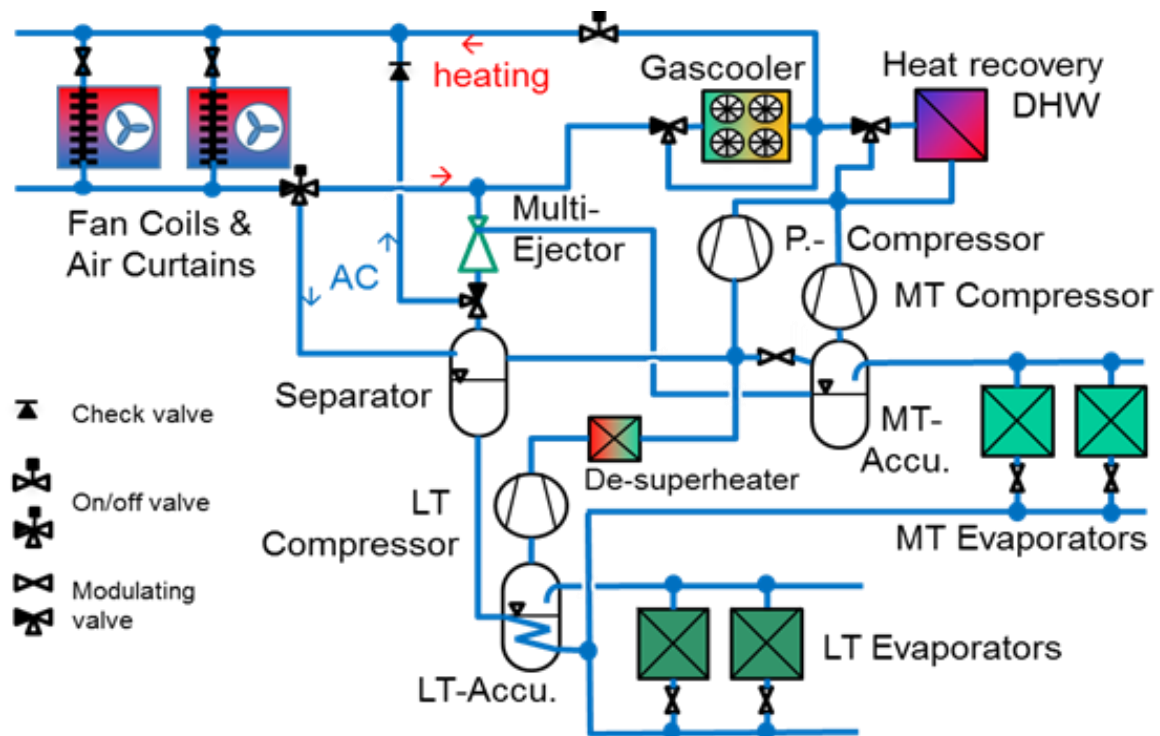 heating
Gascooler
Heat recovery
DHW
Fan Coils &
Air Curtains
Multi-
Ejector
AC
P.- Compressor
MT Compressor
Separator
MT-
Accu.
Check valve
On/off valve
Modulating
valve
De-superheater
LT
Compressor
MT Evaporators
LT Evaporators
LT-Accu.